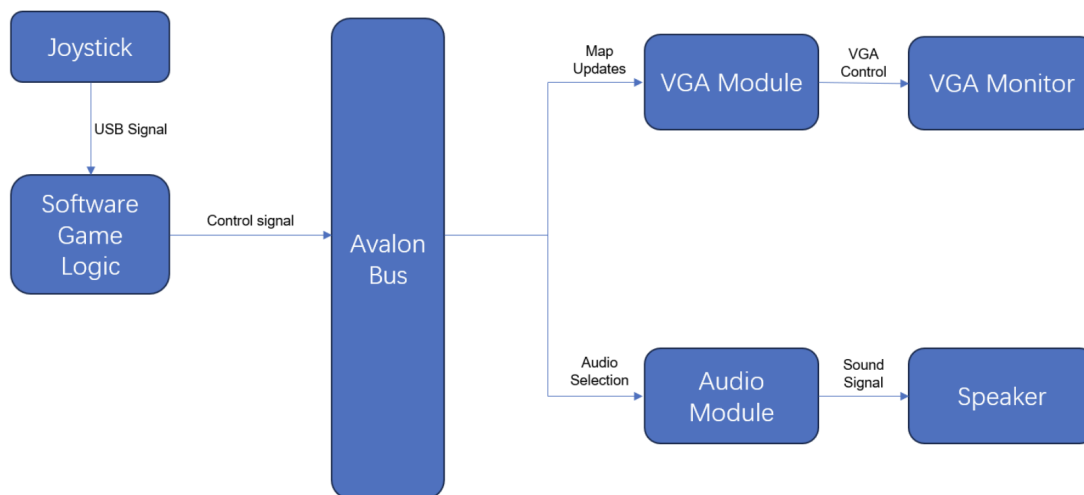 Joystick
USB Signal
Software
Game
Logic
Control signal
Avalon
Bus
Map
Updates
VGA Module
VGA
Control
VGA Monitor
Audio
Selection
Audio
Module
Sound
Signal
Speaker